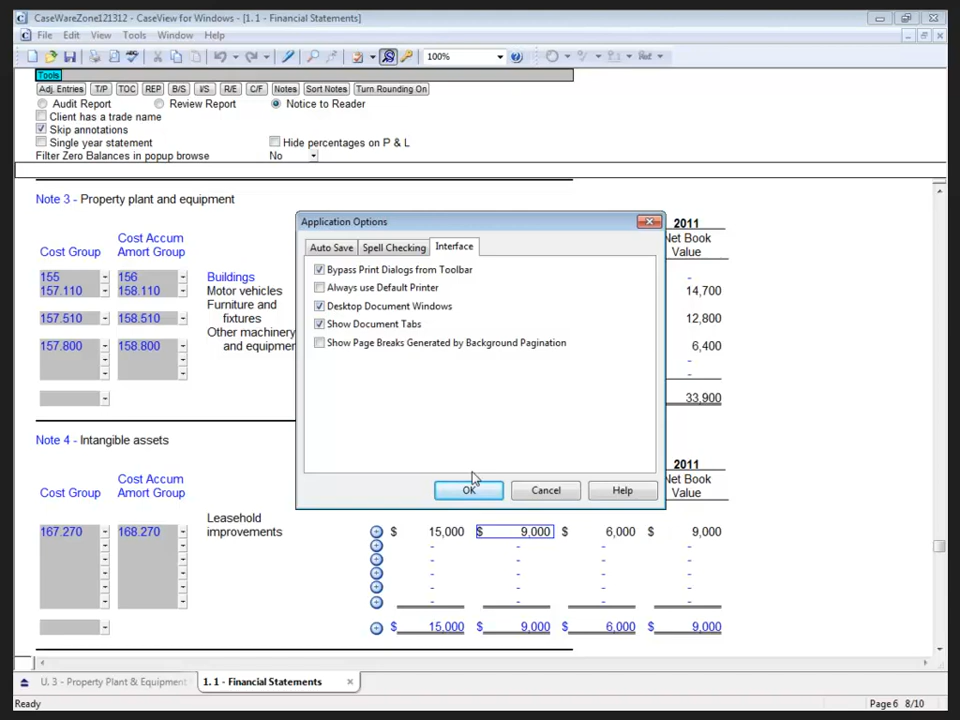 CaseWareZone121312 - CaseView for Windows - [1. 1 - Financial Statements]
File Edit View Tools Window Help
100%
Ref
Tools
Adj. Entries T/P TOC REP B/S I/S R/E C/F Notes Sort Notes Turn Rounding On
Audit Report Review Report Notice to Reader
Client has a trade name
Skip annotations
Single year statement Hide percentages on P & L
Filter Zero Balances in popup browse No
Note 3 - Property plant and equipment
2011
Cost Group Cost Accum Amort Group Net Book Value
155 156 Buildings -
157.110 158.110 Motor vehicles 14,700
157.510 158.510 Furniture and fixtures 12,800
157.800 158.800 Other machinery and equipmen 6,400
-
-
33,900
Application Options
Auto Save Spell Checking Interface
Bypass Print Dialogs from Toolbar
Always use Default Printer
Desktop Document Windows
Show Document Tabs
Show Page Breaks Generated by Background Pagination
OK Cancel Help
Note 4 - Intangible assets
2011
Cost Group Cost Accum Amort Group Net Book Value
167.270 168.270 Leasehold improvements $ 15,000 $ 9,000 $ 6,000 $ 9,000
- - - -
- - - -
- - - -
- - - -
- - - -
$ 15,000 $ 9,000 $ 6,000 $ 9,000
U. 3 - Property Plant & Equipment 1. 1 - Financial Statements
Ready Page 6 8/10